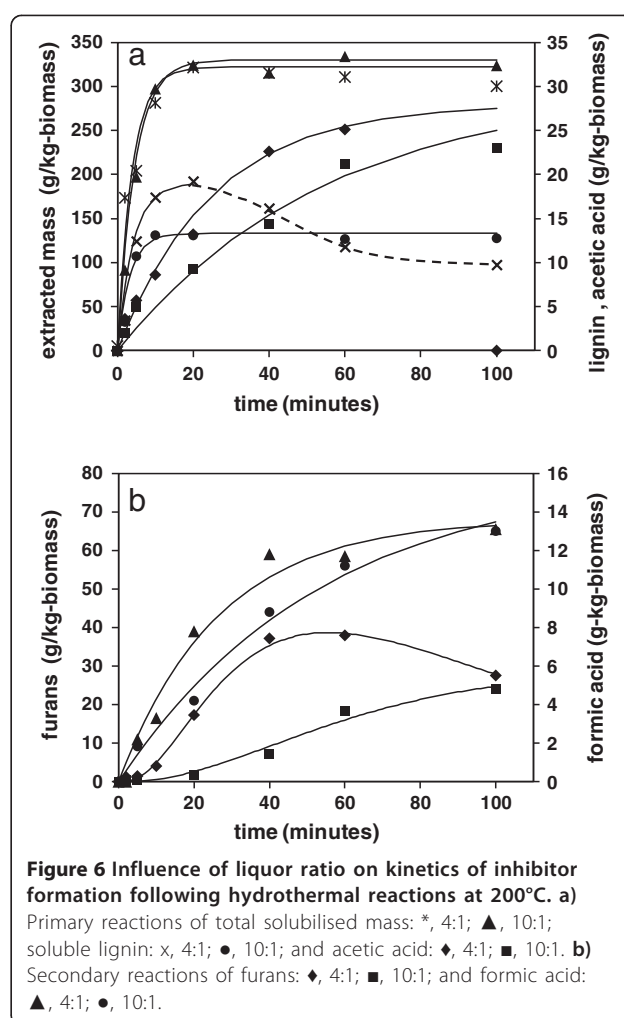 a
350
300
250
200
150
100
50
0
extracted mass (g/kg-biomass)
35
30
25
20
15
10
5
0
lignin , acetic acid (g/kg-biomass)
0 20 40 60 80 100
time (minutes)
b
80
70
60
50
40
30
20
10
0
furans (g/kg-biomass)
16
14
12
10
8
6
4
2
0
formic acid (g-kg-biomass)
0 20 40 60 80 100
time (minutes)
Figure 6 Influence of liquor ratio on kinetics of inhibitor
formation following hydrothermal reactions at 200°C. a)
Primary reactions of total solubilised mass: *, 4:1; ▲, 10:1;
soluble lignin: x, 4:1; ●, 10:1; and acetic acid: ♦, 4:1; ■, 10:1. b)
Secondary reactions of furans: ♦, 4:1; ■, 10:1; and formic acid:
▲, 4:1; ●, 10:1.